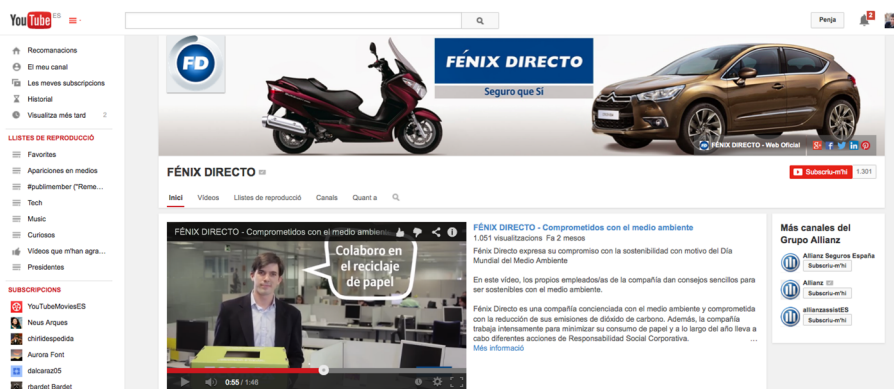 YouTube ES
Penja
2
Recomanacions
El meu canal
Les meves subscripcions
Historial
Visualitza més tard 2
LLISTES DE REPRODUCCIÓ
Favorites
Apariciones en medios
#publimember ("Reme...
Tech
Music
Curiosos
Vídeos que m'han agra...
Presidentes
SUBSCRIPCIONS
YouTubeMoviesES
Neus Arques
chirlidespedida
Aurora Font
dalcaraz05
rbardet Bardet
FD
FÉNIX DIRECTO
Seguro que Sí
FÉNIX DIRECTO - Web Oficial
FÉNIX DIRECTO
Subscriu-m'hi 1.301
Inici Vídeos Llistes de reproducció Canals Quant a
FÉNIX DIRECTO - Comprometidos con el medio ambien
Colaboro en
el reciclaje
de papel
0:55 / 1:46
FÉNIX DIRECTO - Comprometidos con el medio ambiente
1.051 visualitzacions Fa 2 mesos
Fénix Directo expresa su compromiso con la sostenibilidad con motivo del Día
Mundial del Medio Ambiente
En este vídeo, los propios empleados/as de la compañía dan consejos sencillos para
ser sostenibles con el medio ambiente.
Fénix Directo es una compañía concienciada con el medio ambiente y comprometida
con la reducción de sus emisiones de dióxido de carbono. Además, la compañía
trabaja intensamente para minimizar su consumo de papel y a lo largo del año lleva a
cabo diferentes acciones de Responsabilidad Social Corporativa. ...
Més informació
Más canales del
Grupo Allianz
Allianz Seguros España
Subscriu-m'hi
Allianz
Subscriu-m'hi
allianzassistES
Subscriu-m'hi